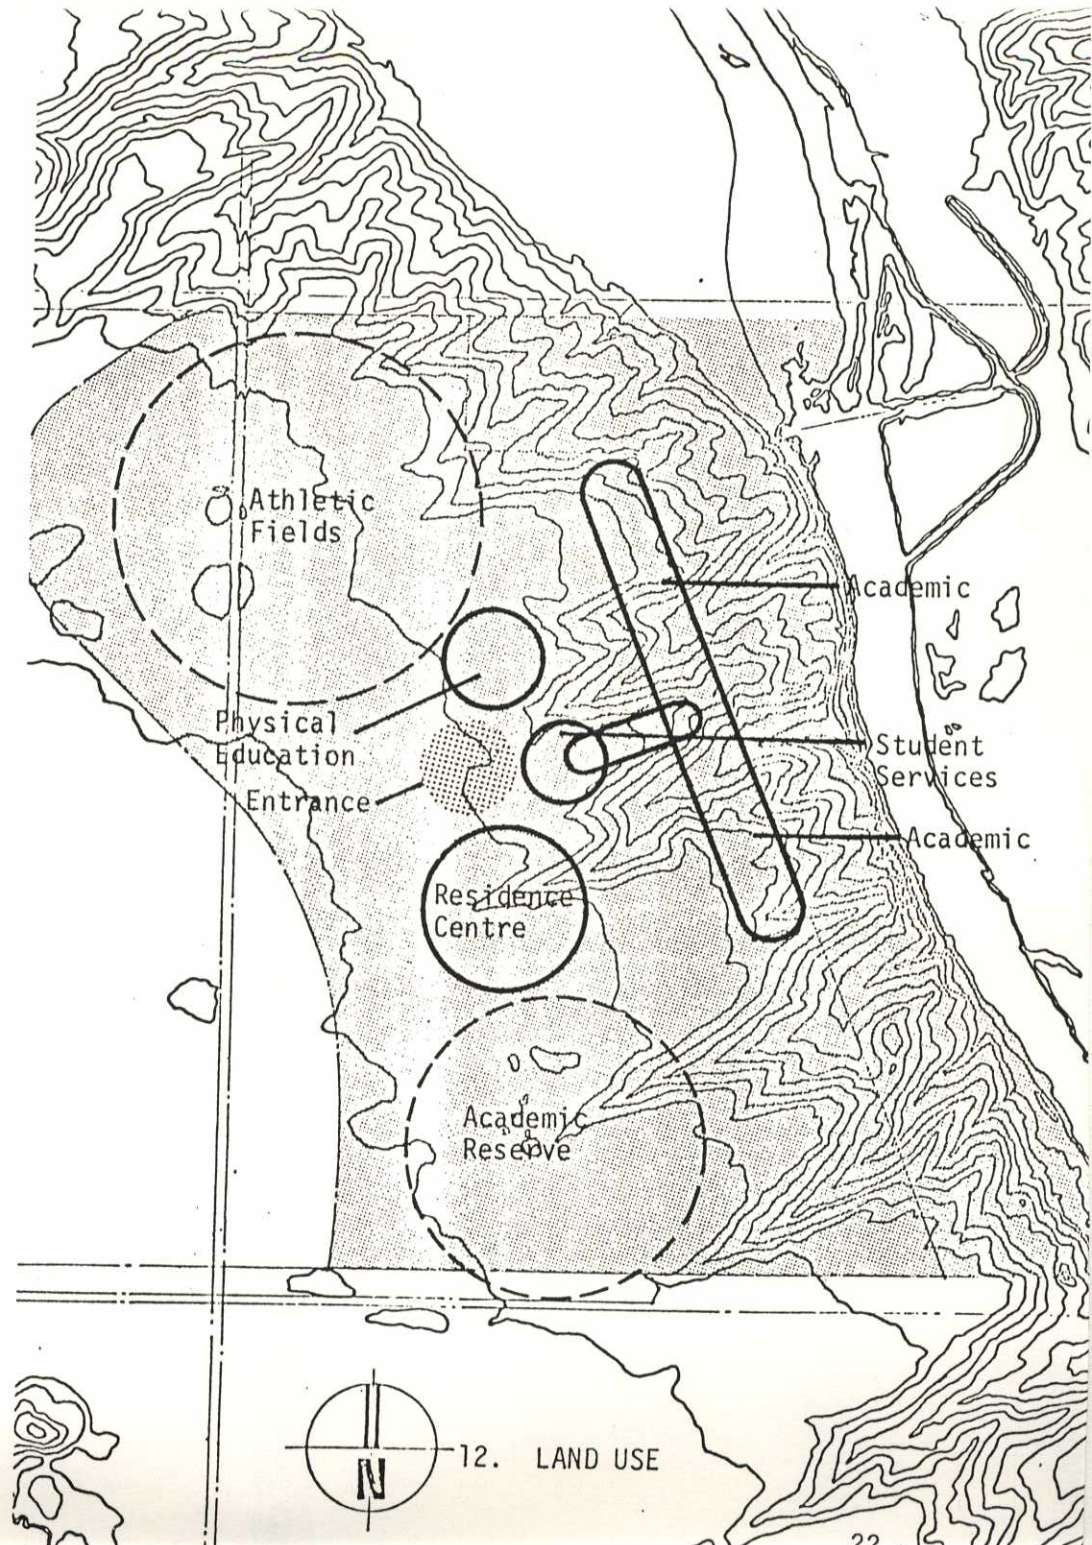 Athletic
Fields
Academic
Physical
Education
Student
Services
Entrance
Academic
Residence
Centre
Academic
Reserve
N
12. LAND USE